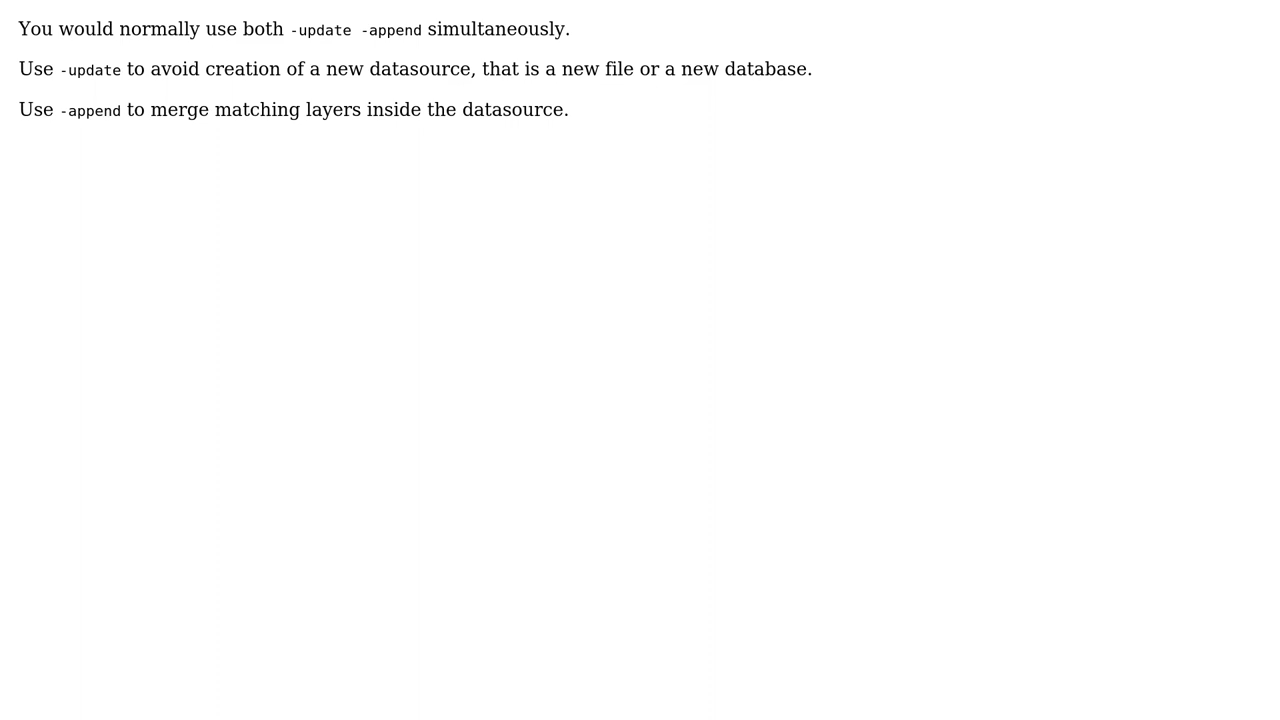 You would normally use both -update -append simultaneously.
Use -update to avoid creation of a new datasource, that is a new file or a new database.
Use -append to merge matching layers inside the datasource.